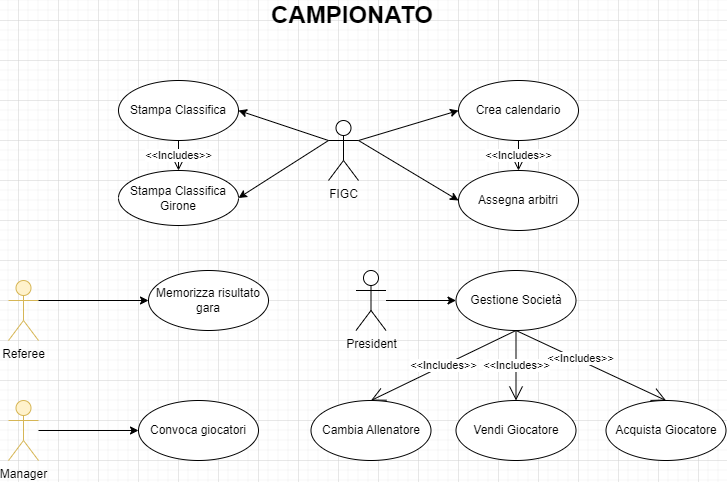 CAMPIONATO
Stampa Classifica
Crea calendario
<<Includes>>
<<Includes>>
Stampa Classifica
Girone
FIGC
Assegna arbitri
Memorizza risultato
gara
Gestione Società
Referee
President
<<Includes>>
<<Includes>>
<<Includes>>
Convoca giocatori
Cambia Allenatore
Vendi Giocatore
Acquista Giocatore
Manager